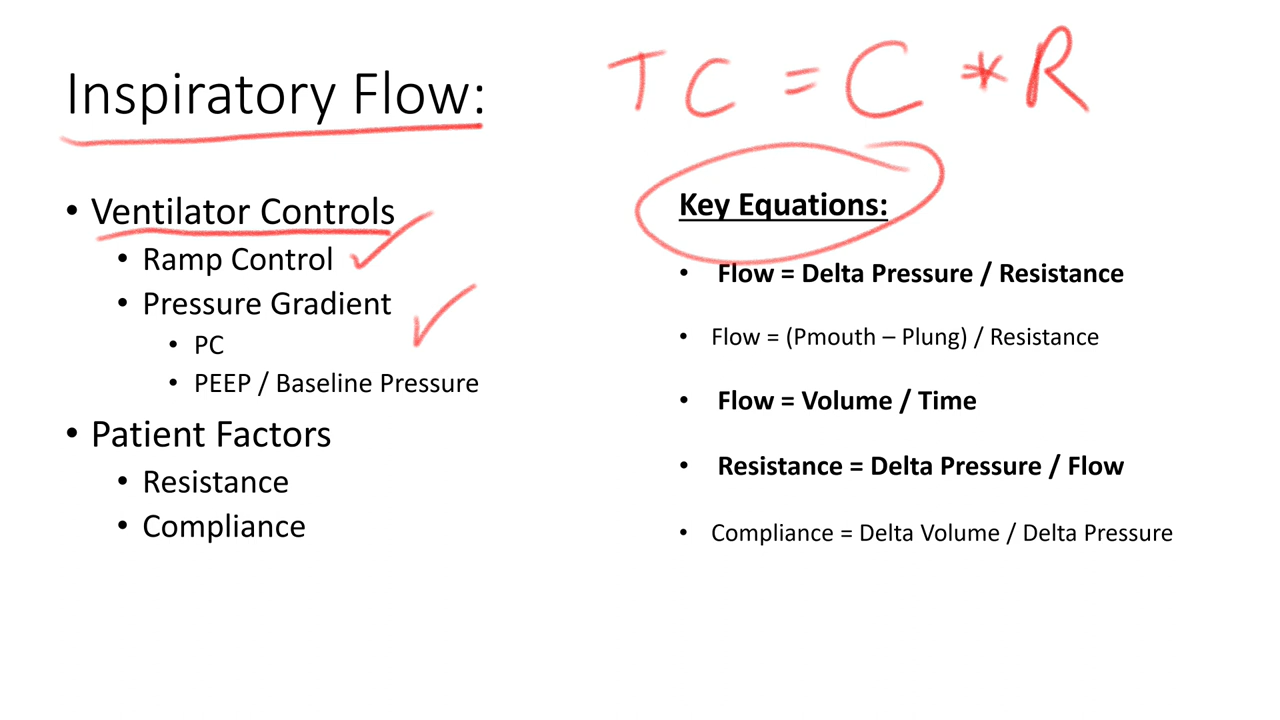 Inspiratory Flow:
TC = C * R
• Ventilator Controls
• Ramp Control
• Pressure Gradient
• PC
• PEEP / Baseline Pressure
• Patient Factors
• Resistance
• Compliance
Key Equations:
• Flow = Delta Pressure / Resistance
• Flow = (Pmouth – Plung) / Resistance
• Flow = Volume / Time
• Resistance = Delta Pressure / Flow
• Compliance = Delta Volume / Delta Pressure